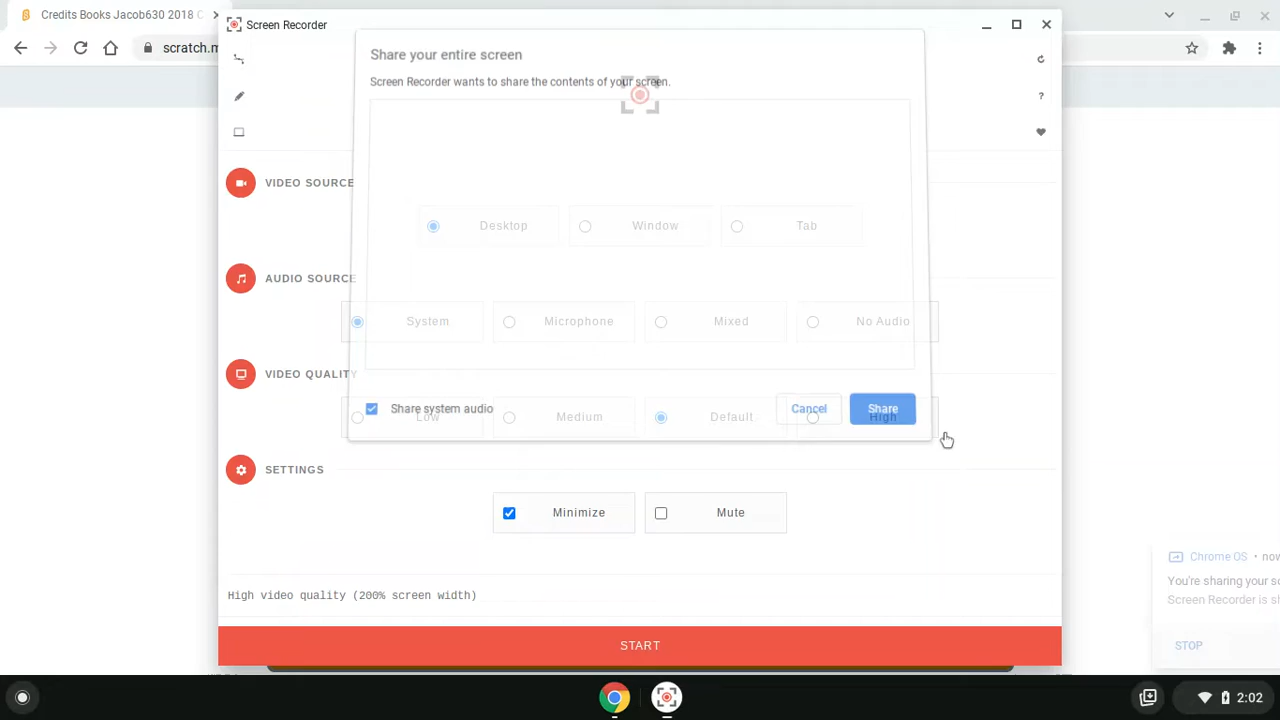 Credits Books Jacob630 2018 C
scratch.m
Screen Recorder
Share your entire screen
Screen Recorder wants to share the contents of your screen.
?
VIDEO SOURCE
Desktop
Window
Tab
AUDIO SOURCE
System
Microphone
Mixed
No Audio
VIDEO QUALITY
Low
Medium
Default
High
Share system audio
Cancel
Share
SETTINGS
Minimize
Mute
High video quality (200% screen width)
START
Chrome OS • now
You're sharing your sc
Screen Recorder is sh
STOP
2:02